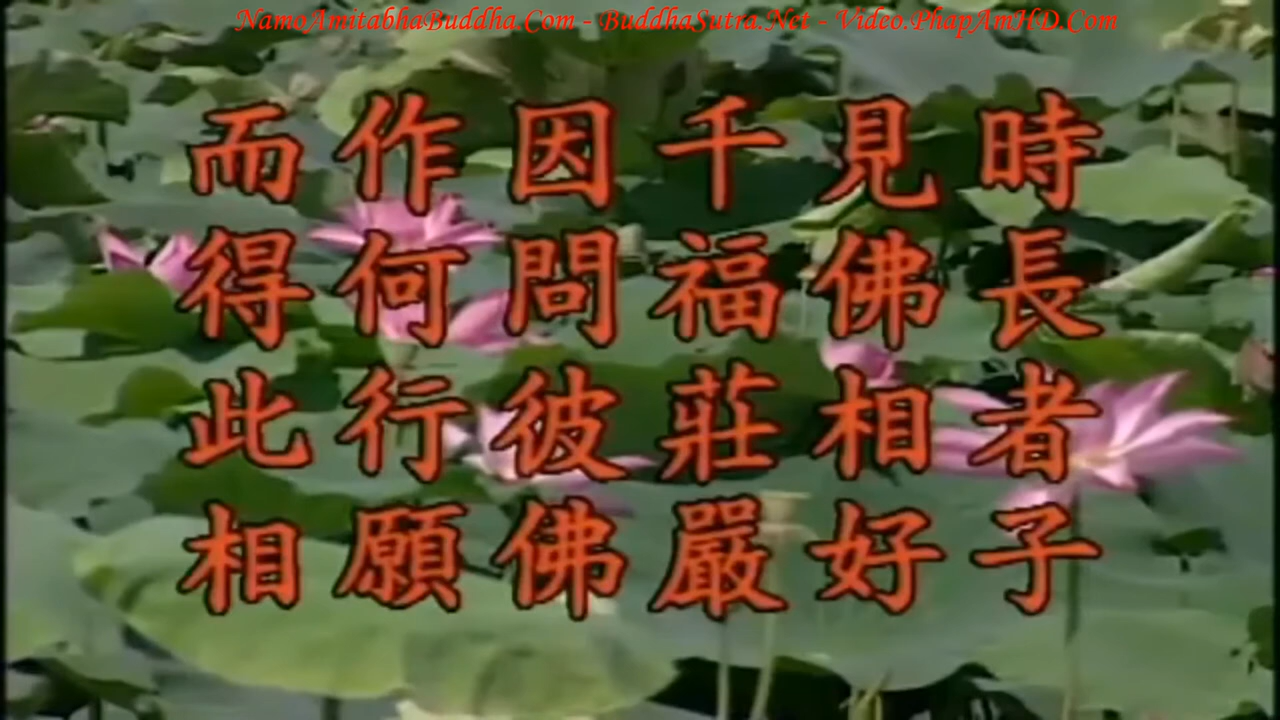 NamoAmitabhaBuddha.Com - BuddhaSutra.Net - Video.PhapAmHD.Com
時長者子
見佛相好
千福莊嚴
因問彼佛
作何行願
而得此相